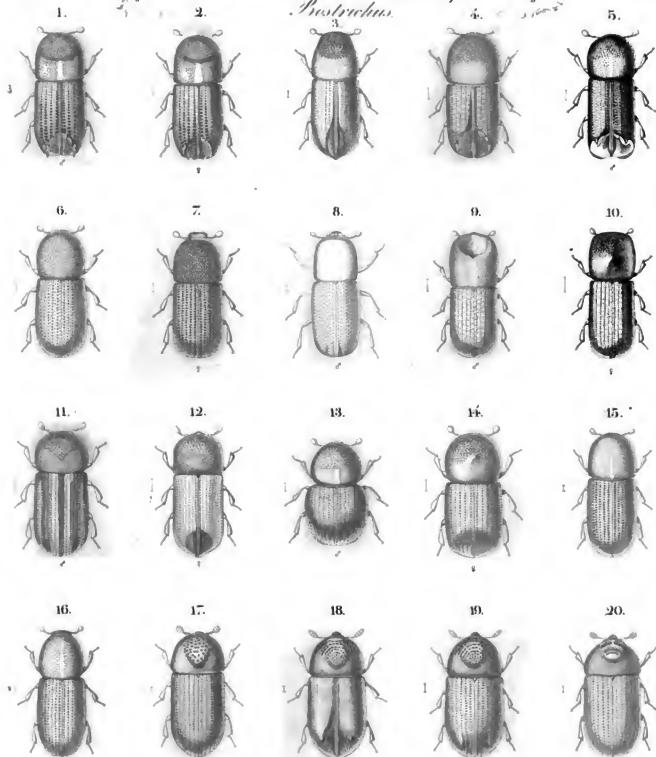 Bostrichus.
1. 2. 3. 4. 5.
♂ ♀ ♂
6. 7. 8. 9. 10.
♀ ♂ ♂ ♀
11. 12. 13. 14. 15.
♂ ♀ ♂ ♀
16. 17. 18. 19. 20.